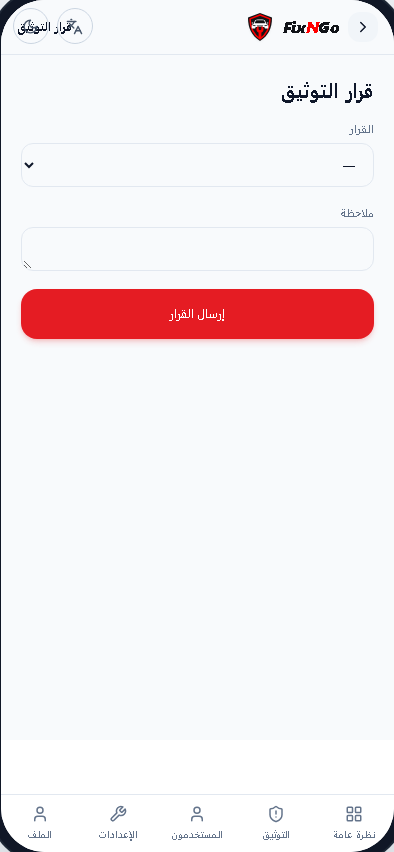 FixNGo
قرار التوثيق
قرار التوثيق
القرار
—
ملاحظة
إرسال القرار
نظرة عامة
التوثيق
المستخدمون
الإعدادات
الملف